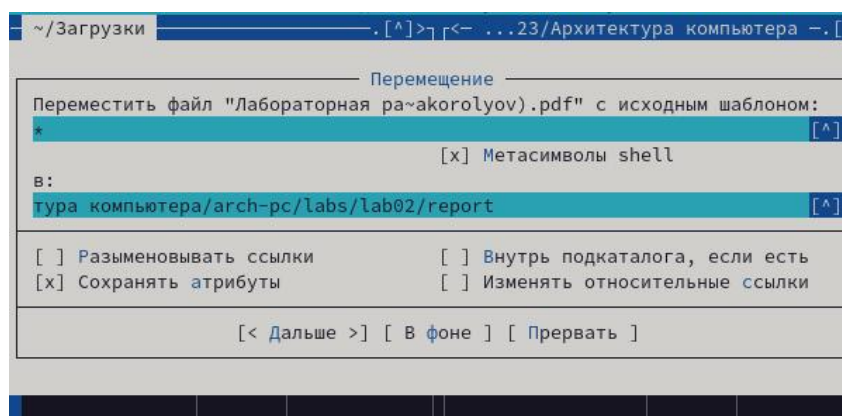 ~/Загрузки .[^]>┐┌<─ ...23/Архитектура компьютера ─.[
Перемещение
Переместить файл "Лабораторная ра~akorolyov).pdf" с исходным шаблоном:
* [^]
[x] Метасимволы shell
в:
тура компьютера/arch-pc/labs/lab02/report [^]
[ ] Разыменовывать ссылки [ ] Внутрь подкаталога, если есть
[x] Сохранять атрибуты [ ] Изменять относительные ссылки
[< Дальше >] [ В фоне ] [ Прервать ]